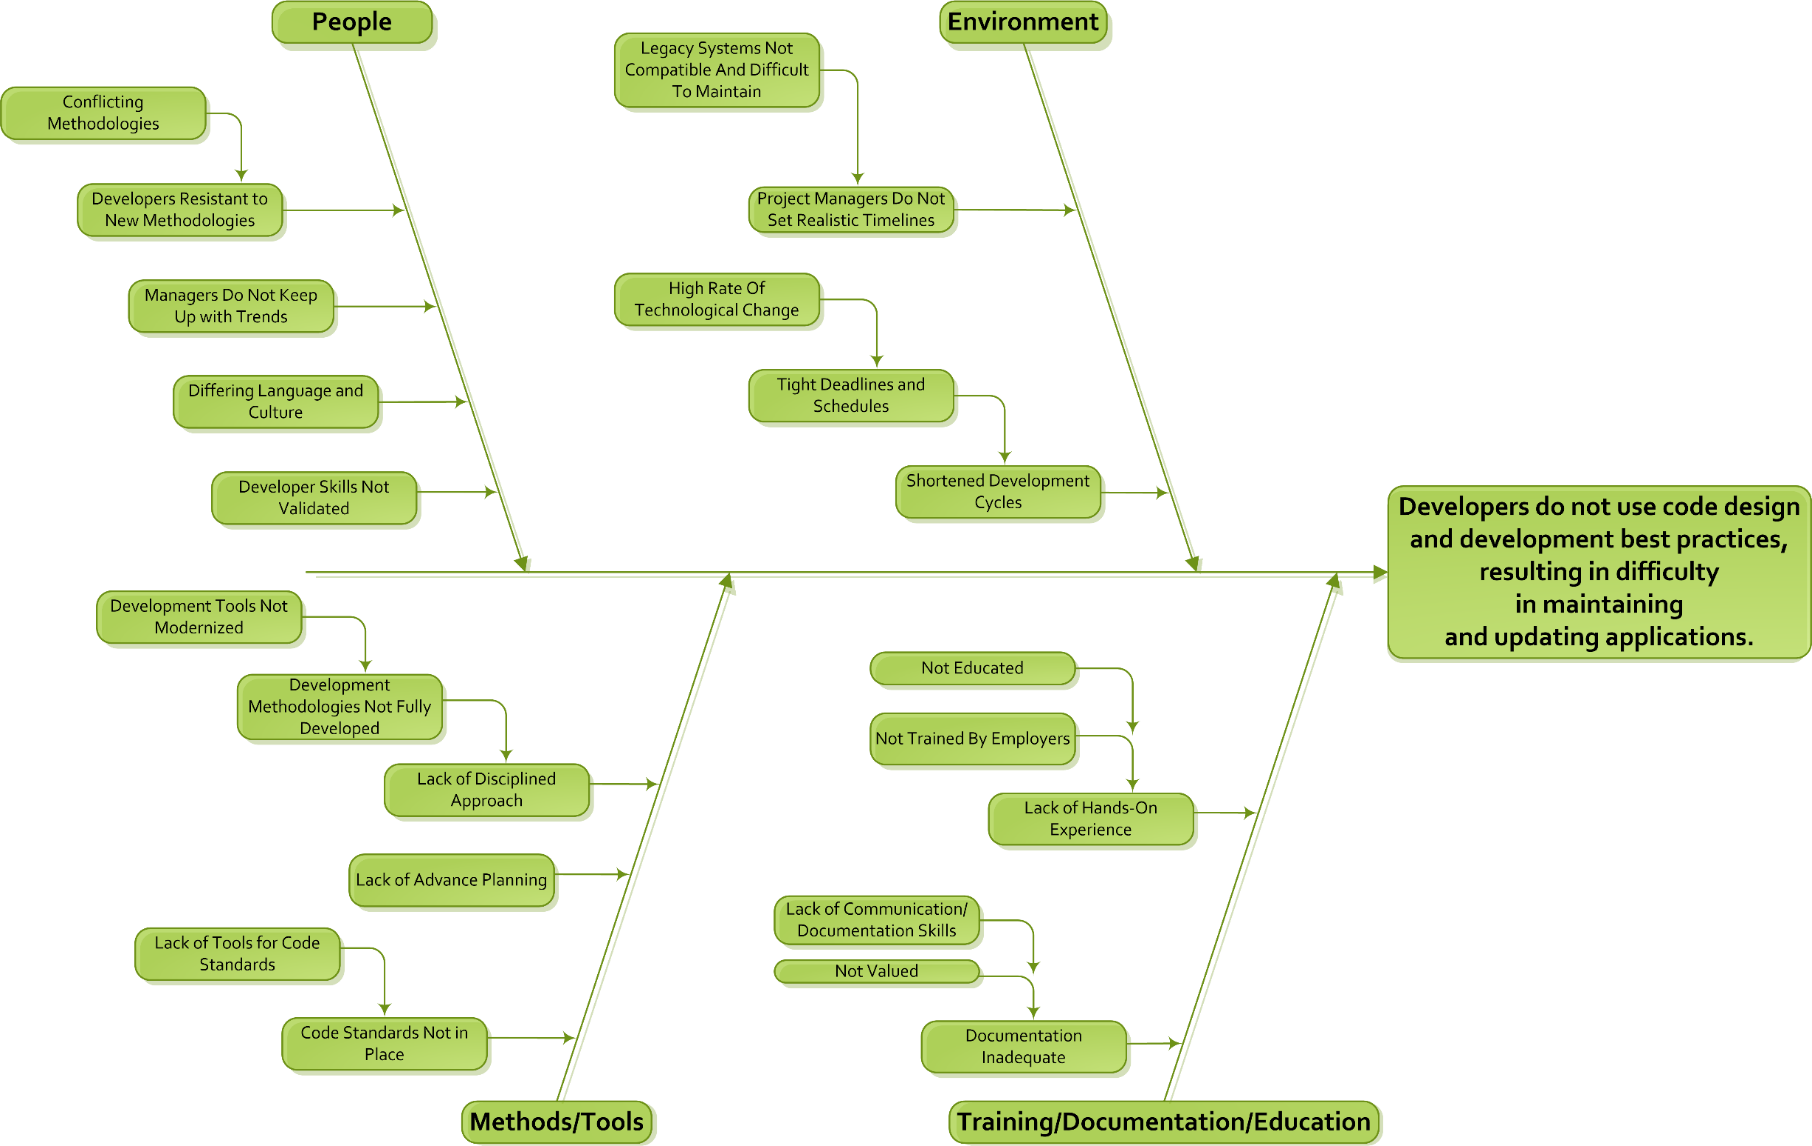 People
Environment
Legacy Systems Not
Compatible And Difficult
To Maintain
Conflicting
Methodologies
Developers Resistant to
New Methodologies
Project Managers Do Not
Set Realistic Timelines
Managers Do Not Keep
Up with Trends
High Rate Of
Technological Change
Differing Language and
Culture
Tight Deadlines and
Schedules
Developer Skills Not
Validated
Shortened Development
Cycles
Developers do not use code design
and development best practices,
resulting in difficulty
in maintaining
and updating applications.
Development Tools Not
Modernized
Development
Methodologies Not Fully
Developed
Lack of Disciplined
Approach
Lack of Advance Planning
Lack of Tools for Code
Standards
Code Standards Not in
Place
Not Educated
Not Trained By Employers
Lack of Hands-On
Experience
Lack of Communication/
Documentation Skills
Not Valued
Documentation
Inadequate
Methods/Tools
Training/Documentation/Education